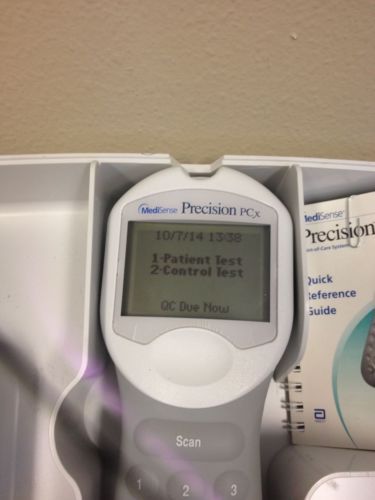 MediSense Precision PCx
10/7/14 13:38
1-Patient Test
2-Control Test
QC Due Now
Scan
1 2 3
MediSense
Precision
Quick
Reference
Guide